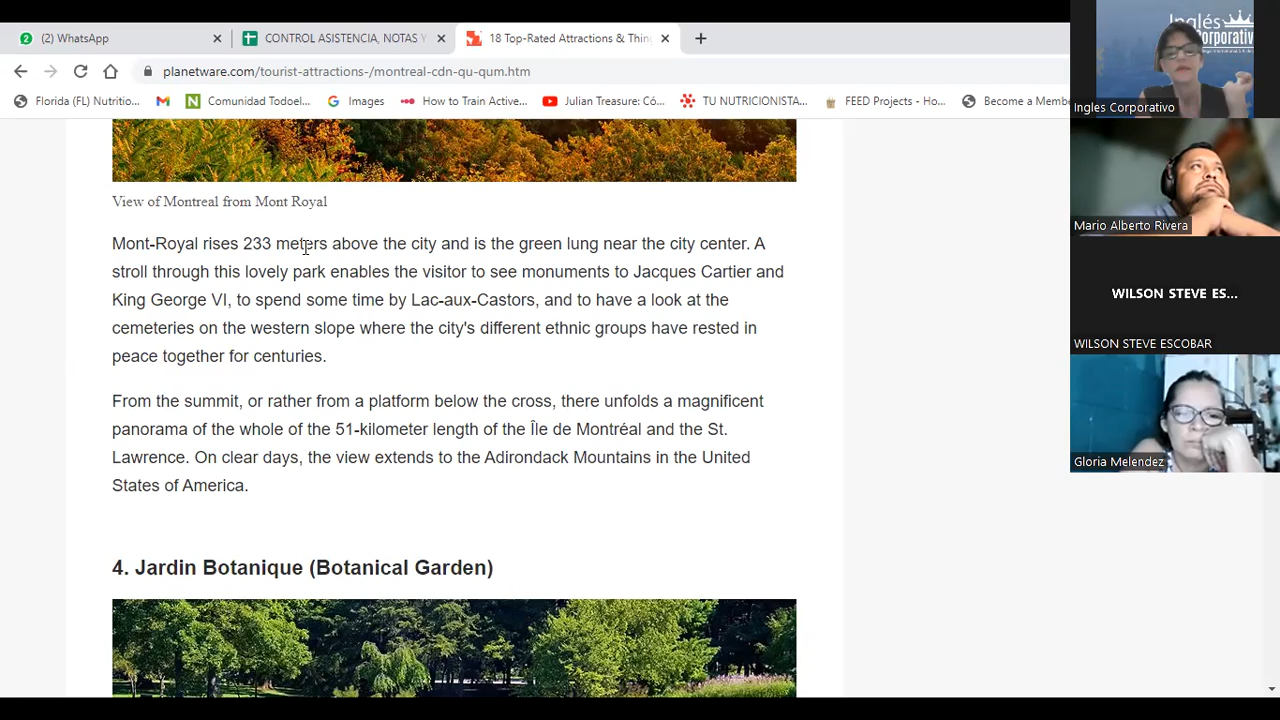 2 (2) WhatsApp
CONTROL ASISTENCIA, NOTAS Y
18 Top-Rated Attractions & Thin
planetware.com/tourist-attractions-/montreal-cdn-qu-qum.htm
Florida (FL) Nutritio...
Comunidad Todoel...
Images
How to Train Active...
Julian Treasure: Có...
TU NUTRICIONISTA...
FEED Projects - Ho...
Become a Membe
View of Montreal from Mont Royal
Mont-Royal rises 233 meters above the city and is the green lung near the city center. A
stroll through this lovely park enables the visitor to see monuments to Jacques Cartier and
King George VI, to spend some time by Lac-aux-Castors, and to have a look at the
cemeteries on the western slope where the city's different ethnic groups have rested in
peace together for centuries.
From the summit, or rather from a platform below the cross, there unfolds a magnificent
panorama of the whole of the 51-kilometer length of the Île de Montréal and the St.
Lawrence. On clear days, the view extends to the Adirondack Mountains in the United
States of America.
4. Jardin Botanique (Botanical Garden)
Inglés
Corporativo
Ingles Corporativo
Mario Alberto Rivera
WILSON STEVE ES...
WILSON STEVE ESCOBAR
Gloria Melendez